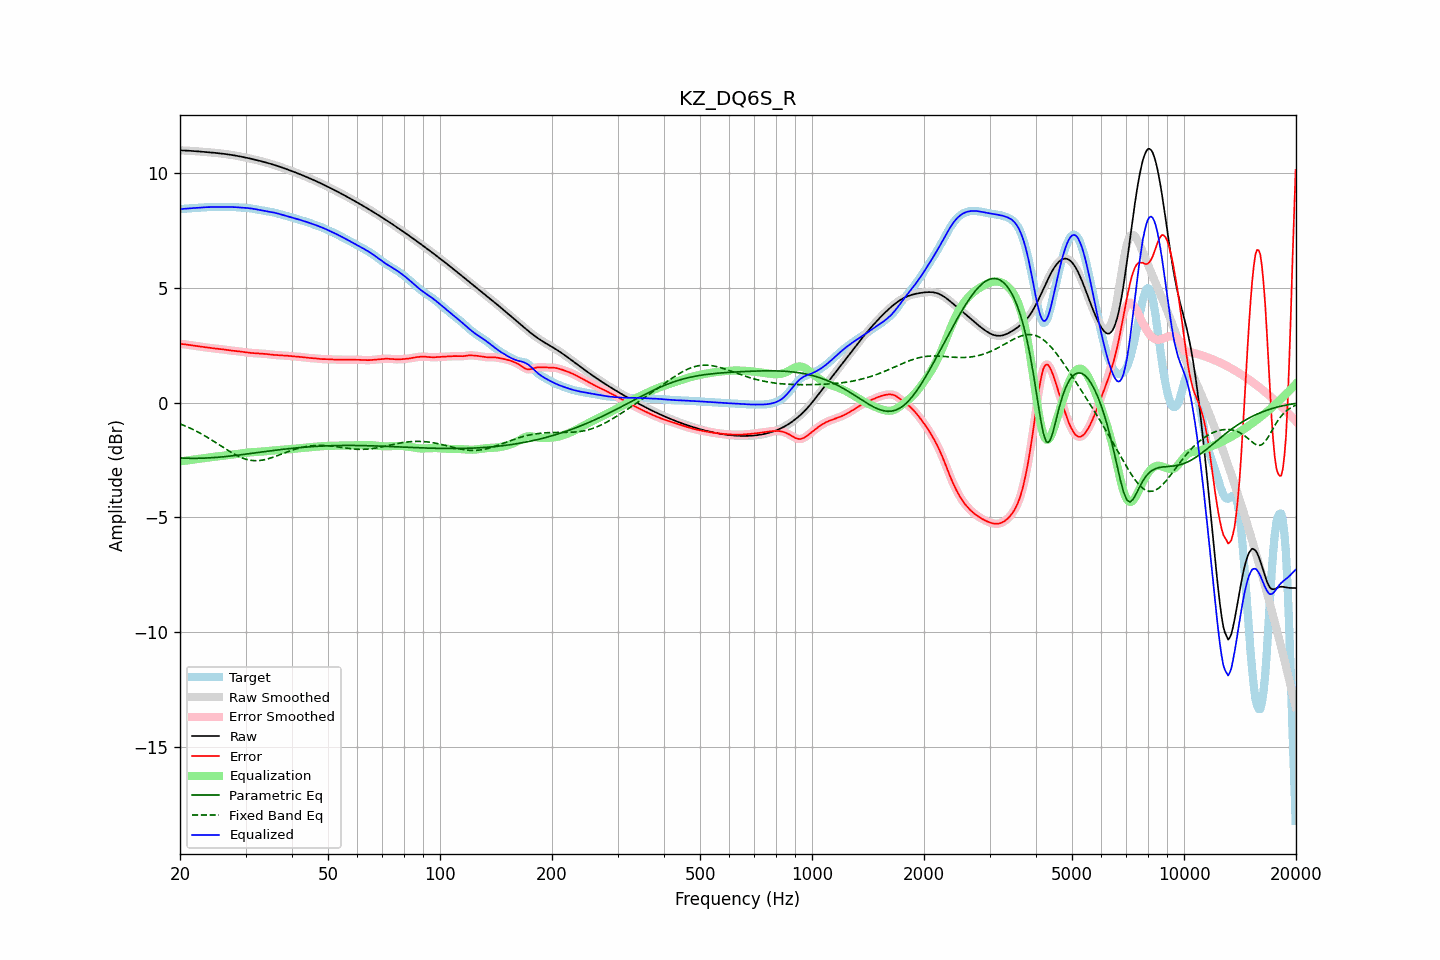 KZ_DQ6S_R
Amplitude (dBr)
10
5
0
−5
−10
−15
Target
Raw Smoothed
Error Smoothed
Raw
Error
Equalization
Parametric Eq
Fixed Band Eq
Equalized
20 50 100 200 500 1000 2000 5000 10000 20000
Frequency (Hz)